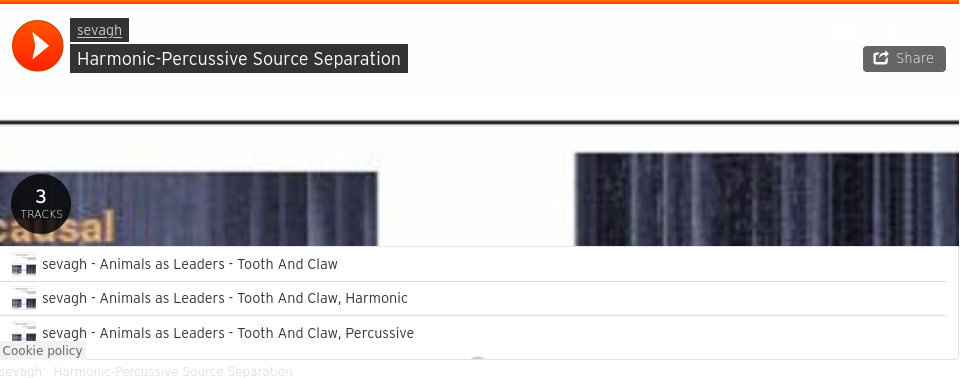 sevagh
Harmonic-Percussive Source Separation
Share
3
TRACKS
causal
sevagh - Animals as Leaders - Tooth And Claw
sevagh - Animals as Leaders - Tooth And Claw, Harmonic
sevagh - Animals as Leaders - Tooth And Claw, Percussive
Cookie policy
sevagh · Harmonic-Percussive Source Separation